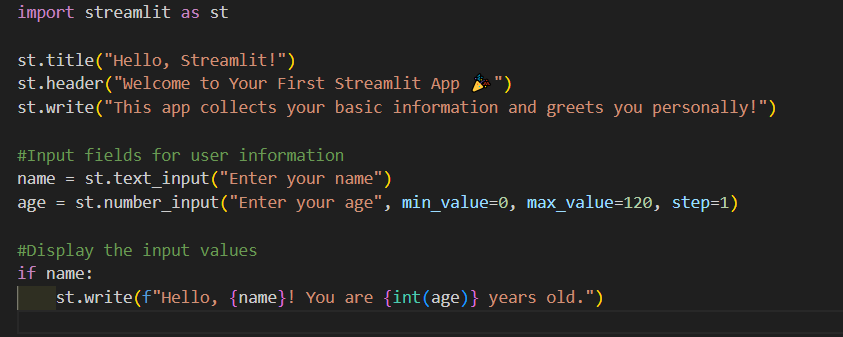 import streamlit as st
st.title("Hello, Streamlit!")
st.header("Welcome to Your First Streamlit App 🎉")
st.write("This app collects your basic information and greets you personally!")
#Input fields for user information
name = st.text_input("Enter your name")
age = st.number_input("Enter your age", min_value=0, max_value=120, step=1)
#Display the input values
if name:
    st.write(f"Hello, {name}! You are {int(age)} years old.")